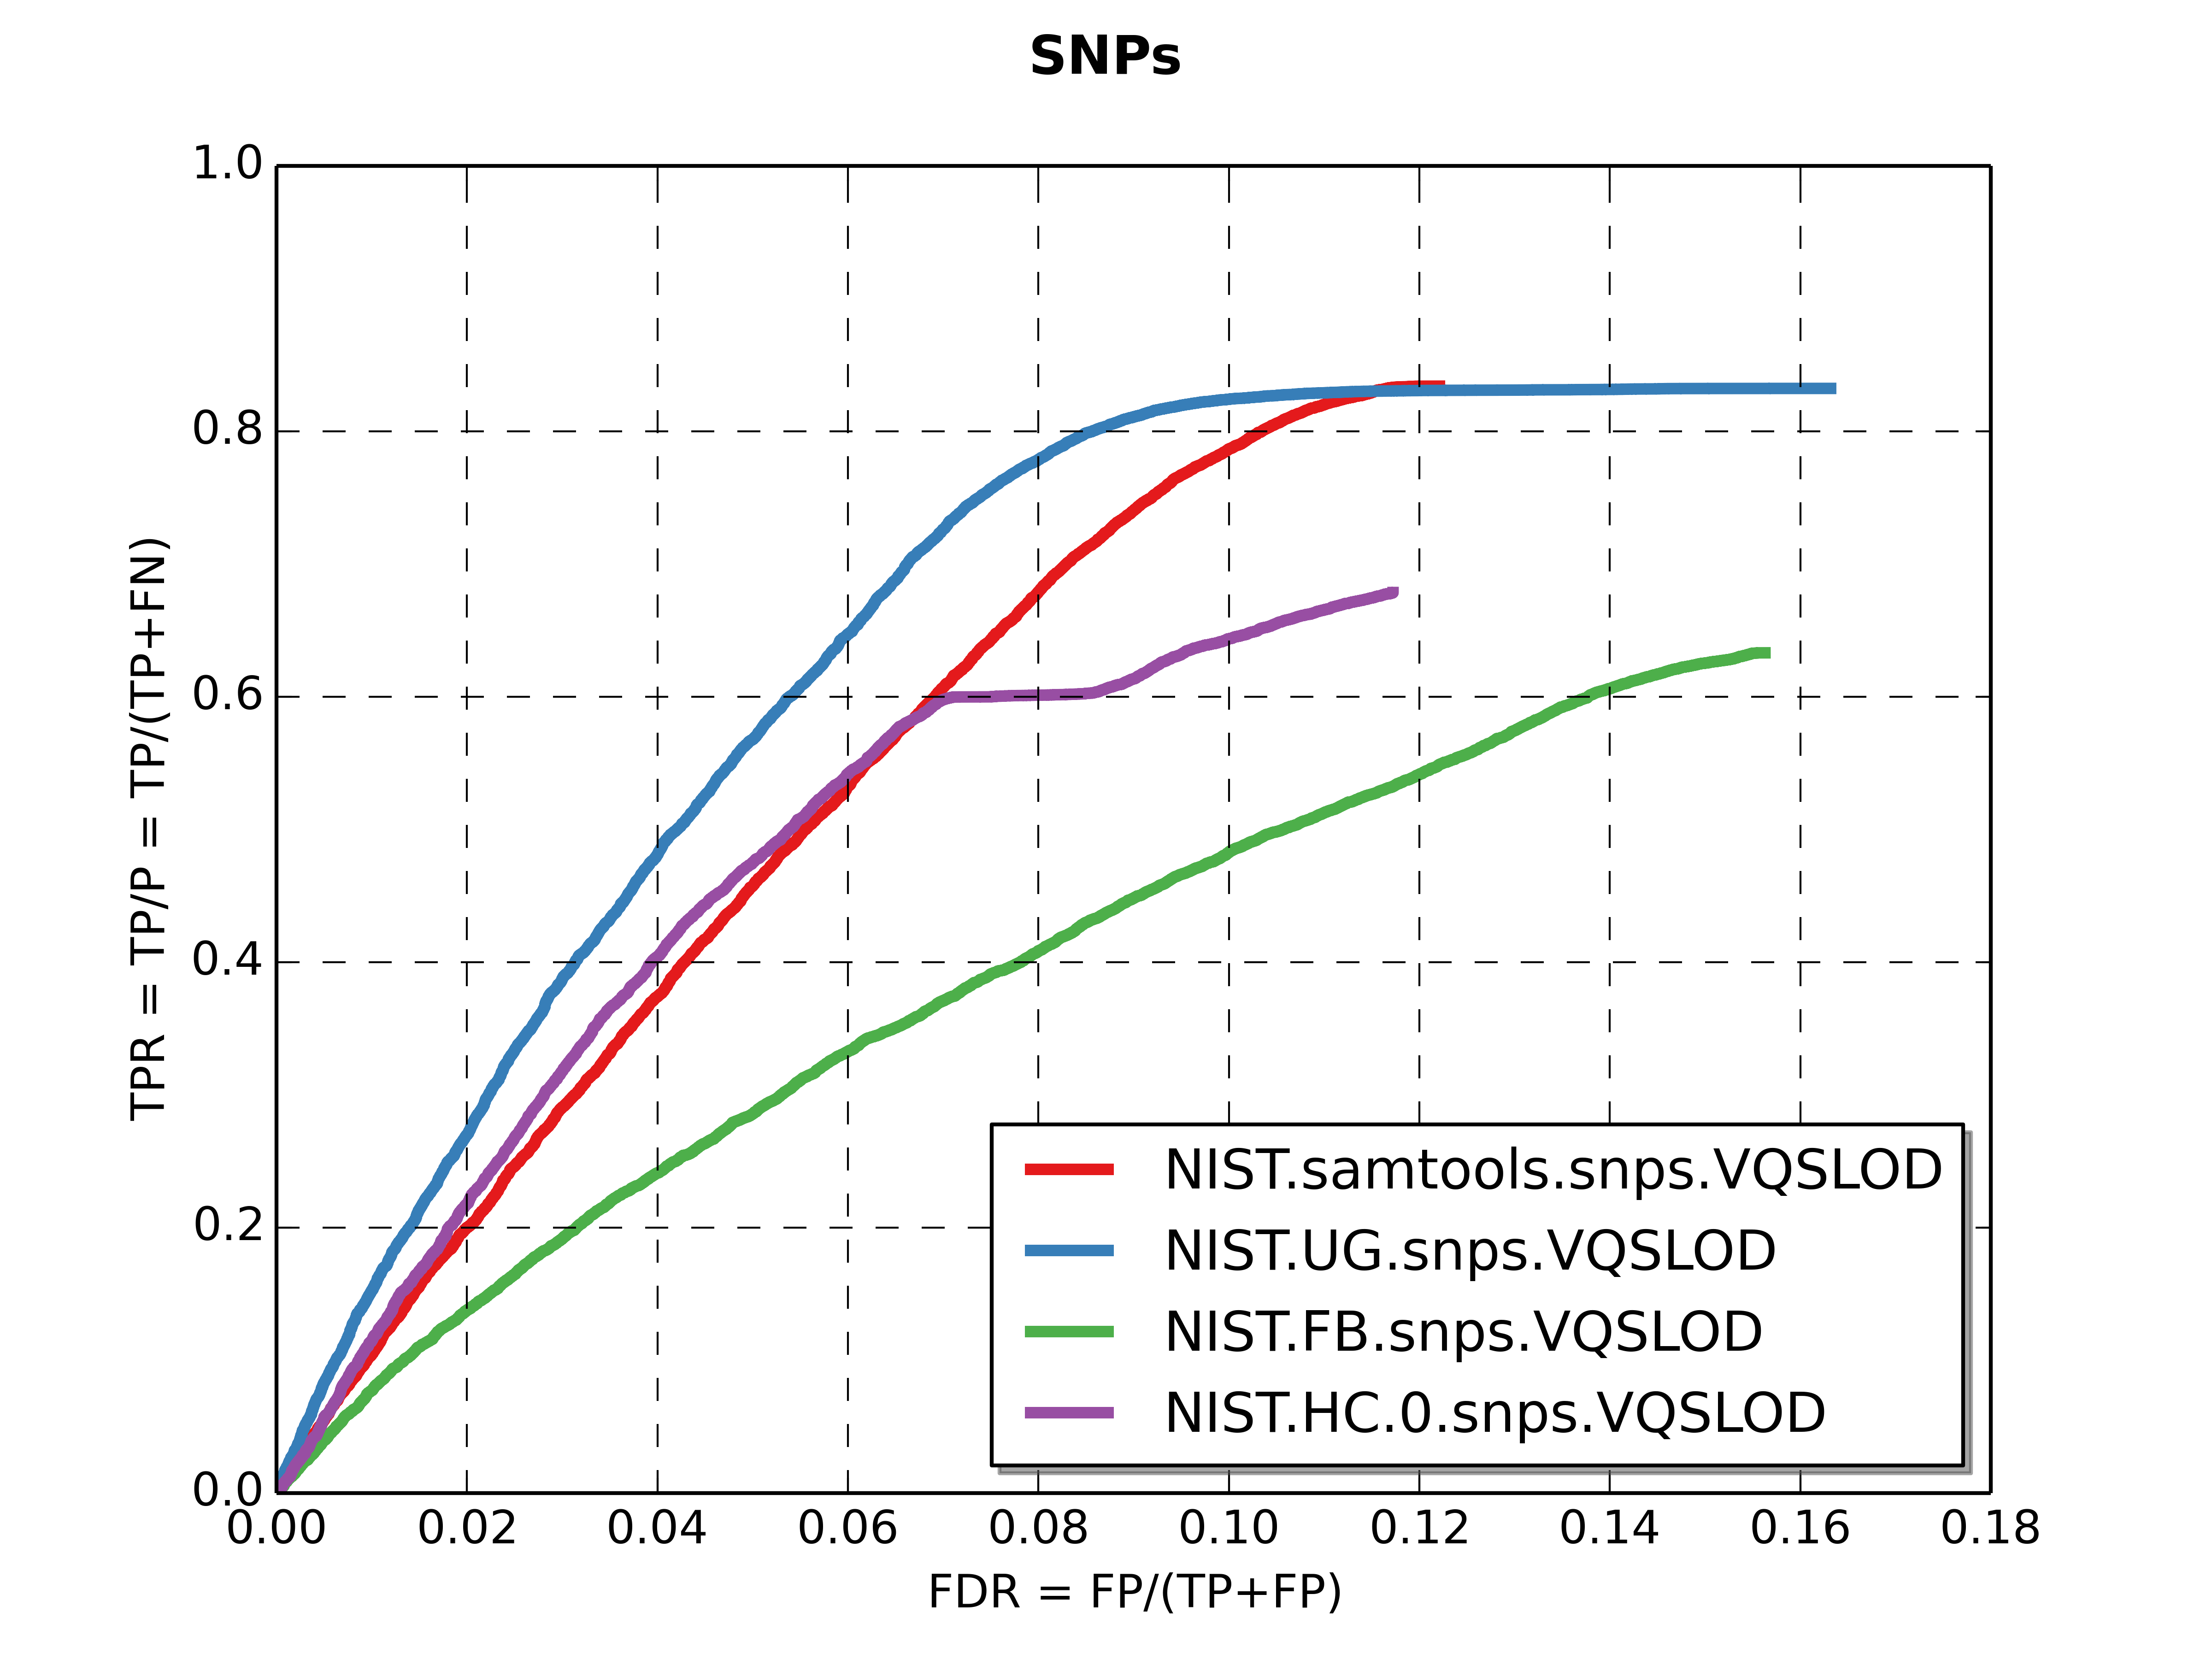 SNPs
1.0
0.8
0.6
0.4
0.2
0.0
TPR = TP/P = TP/(TP+FN)
NIST.samtools.snps.VQSLOD
NIST.UG.snps.VQSLOD
NIST.FB.snps.VQSLOD
NIST.HC.0.snps.VQSLOD
0.00 0.02 0.04 0.06 0.08 0.10 0.12 0.14 0.16 0.18
FDR = FP/(TP+FP)